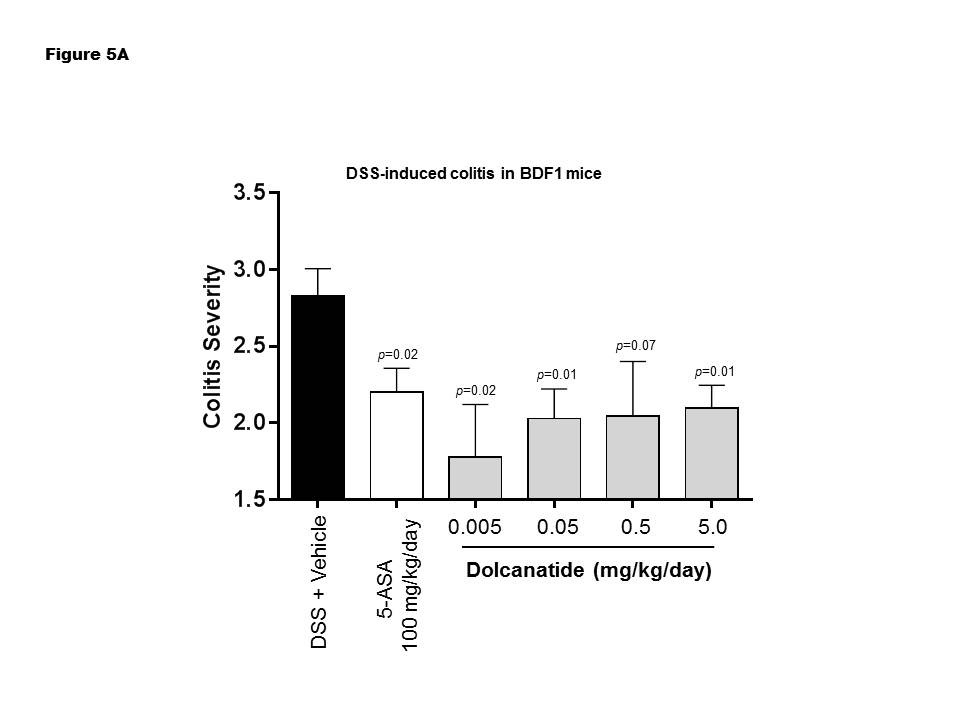 Figure 5A
DSS-induced colitis in BDF1 mice
Colitis Severity
3.5
3.0
2.5
2.0
1.5
p=0.02
p=0.02
p=0.01
p=0.07
p=0.01
DSS + Vehicle
5-ASA
100 mg/kg/day
0.005
0.05
0.5
5.0
Dolcanatide (mg/kg/day)